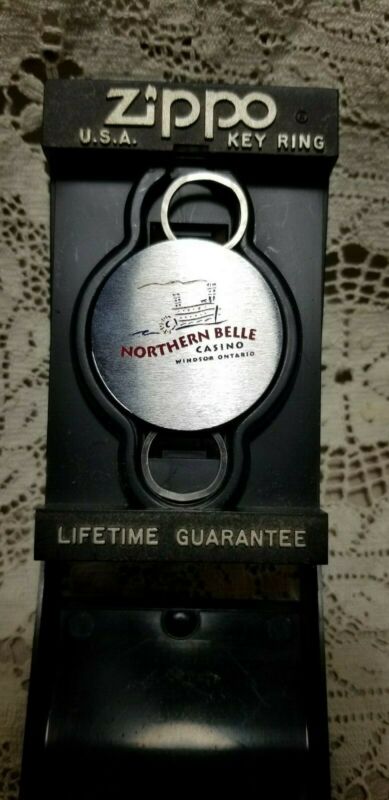 Zippo ®
U.S.A. KEY RING
NORTHERN BELLE
CASINO
WINDSOR ONTARIO
LIFETIME GUARANTEE